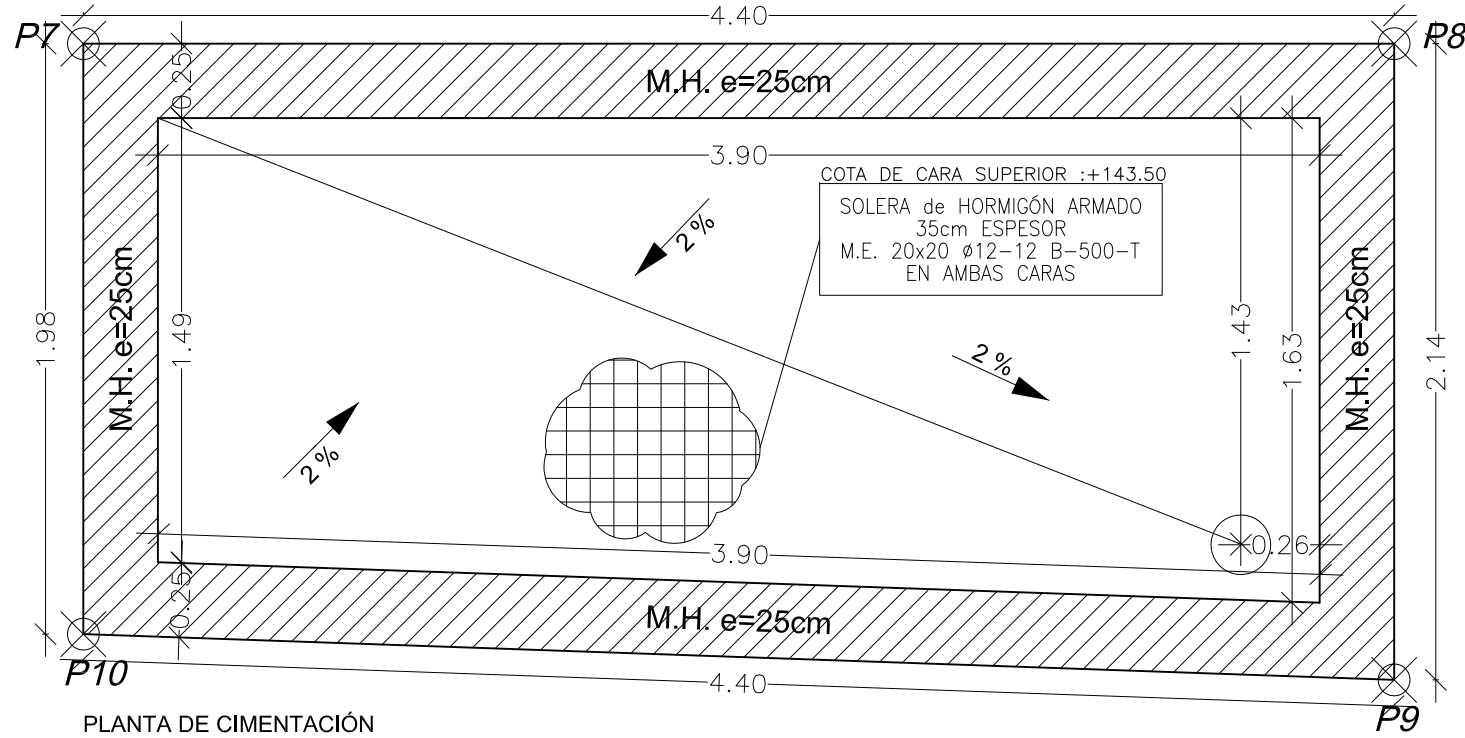 4.40
P7
P8
0.25
M.H. e=25cm
3.90
COTA DE CARA SUPERIOR :+143.50
SOLERA de HORMIGÓN ARMADO
35cm ESPESOR
M.E. 20x20 ø12-12 B-500-T
EN AMBAS CARAS
2%
M.H. e=25cm
1.98
1.49
1.43
1.63
M.H. e=25cm
2.14
2%
2%
3.90
0.26
0.25
M.H. e=25cm
P10
4.40
P9
PLANTA DE CIMENTACIÓN